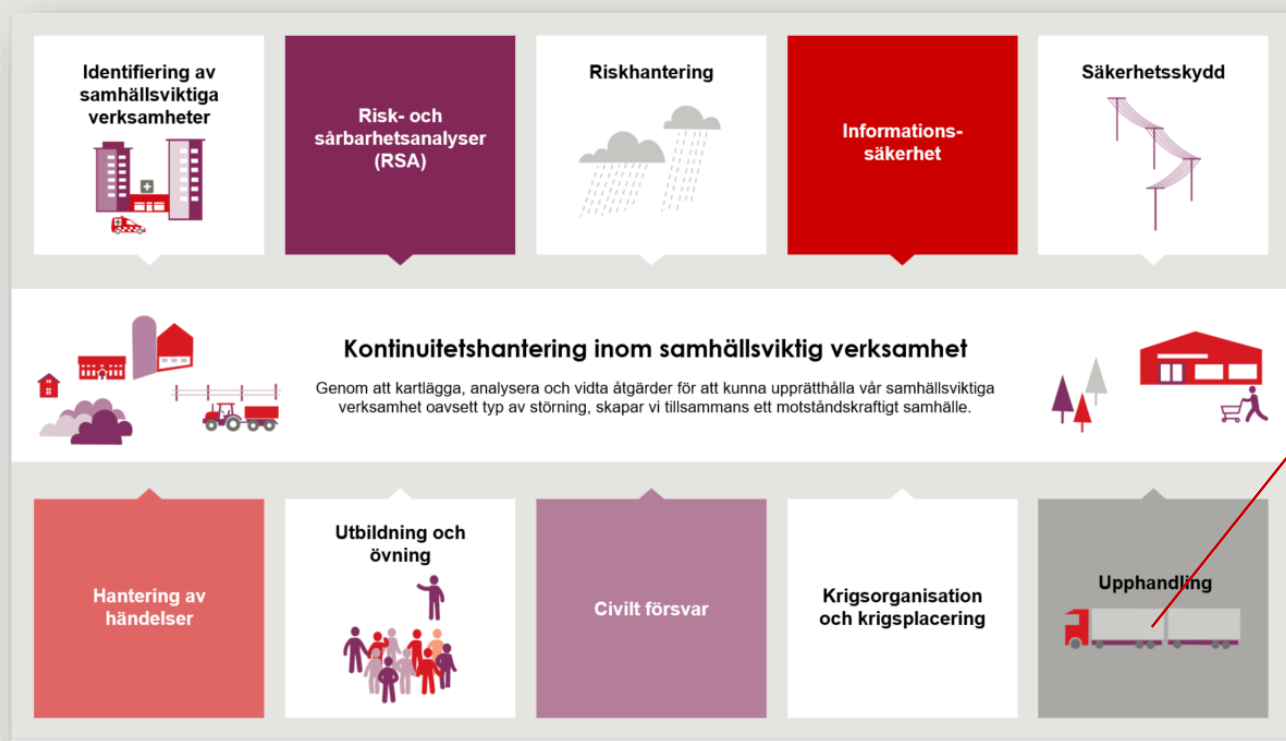 Identifiering av
samhällsviktiga
verksamheter
Risk- och
sårbarhetsanalyser
(RSA)
Riskhantering
Informations-
säkerhet
Säkerhetsskydd
Kontinuitetshantering inom samhällsviktig verksamhet
Genom att kartlägga, analysera och vidta åtgärder för att kunna upprätthålla vår samhällsviktiga
verksamhet oavsett typ av störning, skapar vi tillsammans ett motståndskraftigt samhälle.
Hantering av
händelser
Utbildning och
övning
Civilt försvar
Krigsorganisation
och krigsplacering
Upphandling